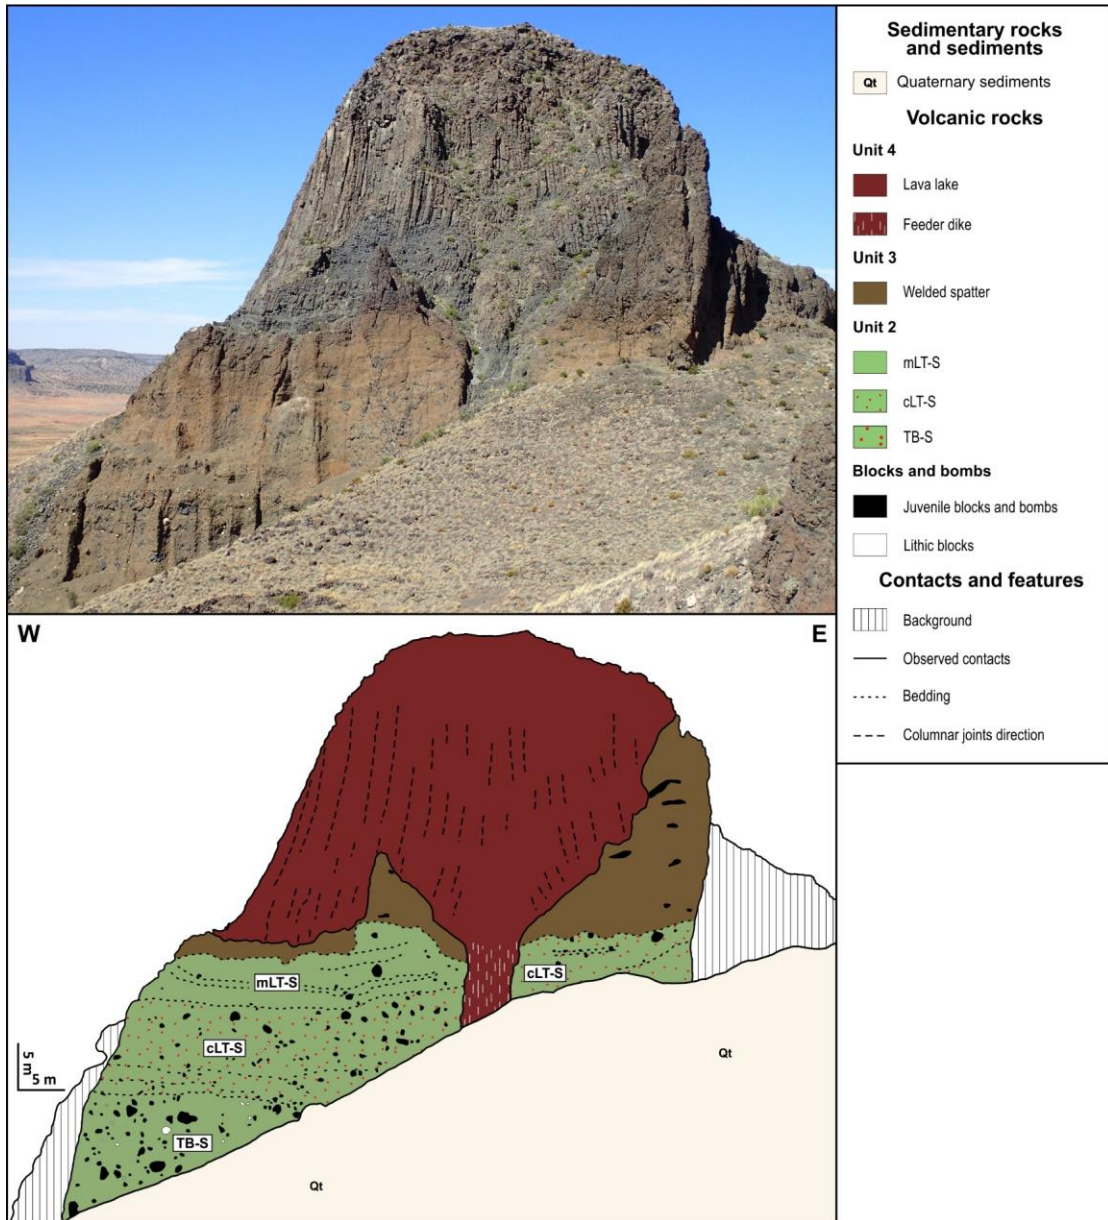 Sedimentary rocks
and sediments
Qt Quaternary sediments
Volcanic rocks
Unit 4
Lava lake
Feeder dike
Unit 3
Welded spatter
Unit 2
mLT-S
cLT-S
TB-S
Blocks and bombs
Juvenile blocks and bombs
Lithic blocks
Contacts and features
Background
Observed contacts
Bedding
Columnar joints direction
W E
mLT-S
cLT-S
cLT-S
5 m
5 m
TB-S
Qt
Qt